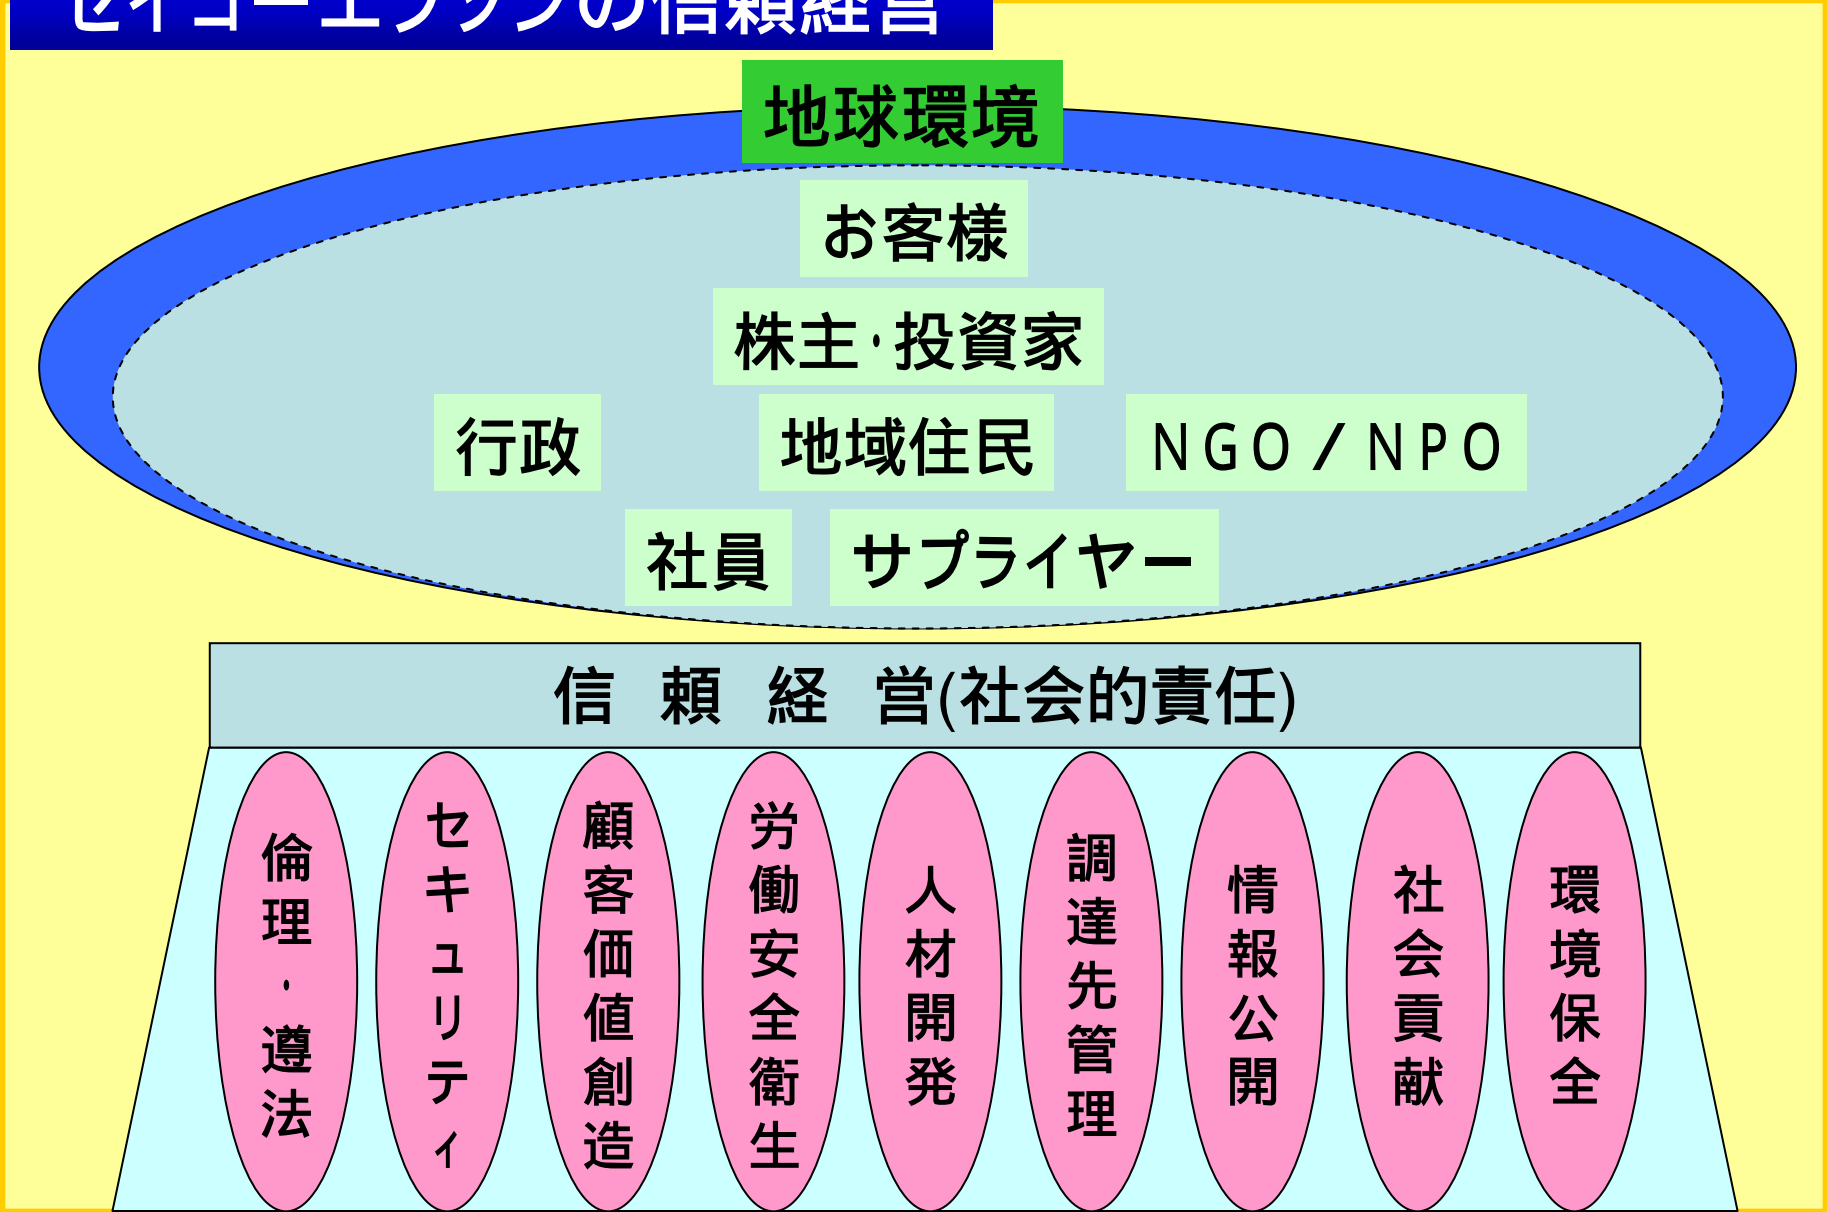 セイコーエプソンの信頼経営
地球環境
お客様
株主・投資家
行政
地域住民
NGO/NPO
社員
サプライヤー
信 頼 経 営(社会的責任)
倫理・遵法
セキュリティ
顧客価値創造
労働安全衛生
人材開発
調達先管理
情報公開
社会貢献
環境保全